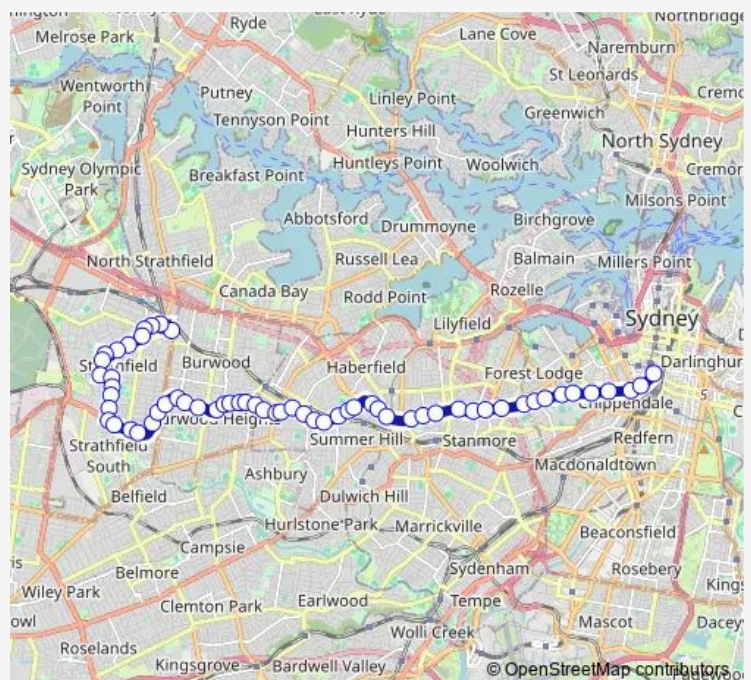 Ryde
Northbridge
Melrose Park
Lane Cove
Naremburn
St Leonards
Wentworth
Point
Putney
Linley Point
Tennyson Point
Greenwich
Hunters Hill
North Sydney
Sydney Olympic
Park
Huntleys Point
Woolwich
Breakfast Point
Milsons Point
Abbotsford
Drummoyne
Birchgrove
North Strathfield
Russell Lea
Balmain
Millers Point
Canada Bay
Rodd Point
Rozelle
Sydney
Lilyfield
Burwood
Haberfield
Forest Lodge
Darlinghur
Chippendale
Summer Hill
Stanmore
Redfern
Strathfield
South
Macdonaldtown
Ashbury
Belfield
Dulwich Hill
Hurlstone Park
Marrickville
Beaconsfield
Campsie
Belmore
Sydenham
Rosebery
Kings
Wiley Park
Clemton Park
Earlwood
Tempe
Mascot
Dacey
Wolli Creek
Roselands
Kingsgrove
Bardwell Valley
© OpenStreetMap contributors